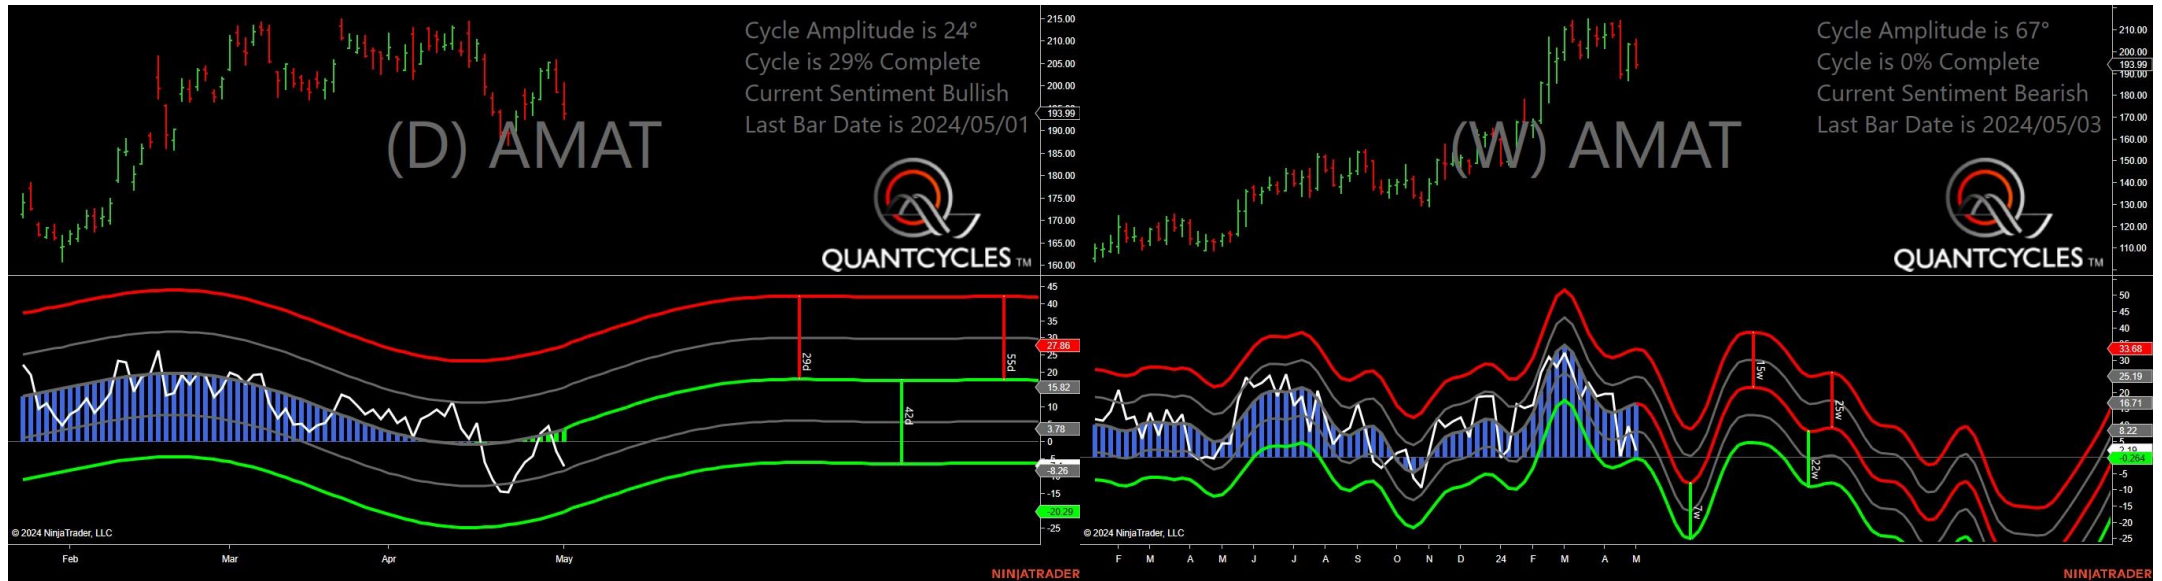 Cycle Amplitude is 24°
Cycle is 29% Complete
Current Sentiment Bullish
Last Bar Date is 2024/05/01
(D) AMAT
QUANTCYCLES TM
215.00
210.00
205.00
200.00
193.99
190.00
185.00
180.00
175.00
170.00
165.00
160.00
45
40
35
30
27.86
25
20
15.82
10
3.78
0
-8.26
-15
-20.29
-25
29d
42d
55d
© 2024 NinjaTrader, LLC
Feb Mar Apr May
NINJATRADER
Cycle Amplitude is 67°
Cycle is 0% Complete
Current Sentiment Bearish
Last Bar Date is 2024/05/03
(W) AMAT
QUANTCYCLES TM
210.00
200.00
193.99
190.00
180.00
170.00
160.00
150.00
140.00
130.00
120.00
110.00
50
45
40
33.68
30
25.19
16.71
8.22
-0.264
-5
-10
-15
-20
-25
7w
15w
22w
25w
© 2024 NinjaTrader, LLC
F M A M J J A S O N D 24 F M A M
NINJATRADER